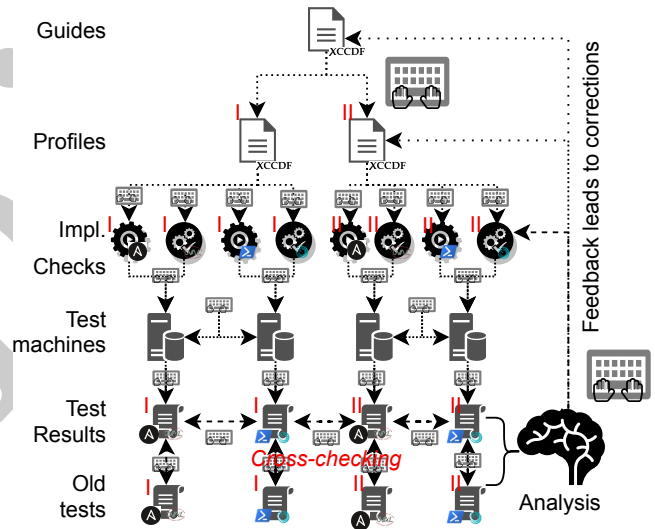 Guides
XCCDF
Feedback leads to corrections
I
II
Profiles
XCCDF
XCCDF
Impl.
I
I
I
I
II
II
II
II
Checks
Test
machines
Test
Results
I
I
II
II
Cross-checking
Old
tests
I
I
II
II
Analysis